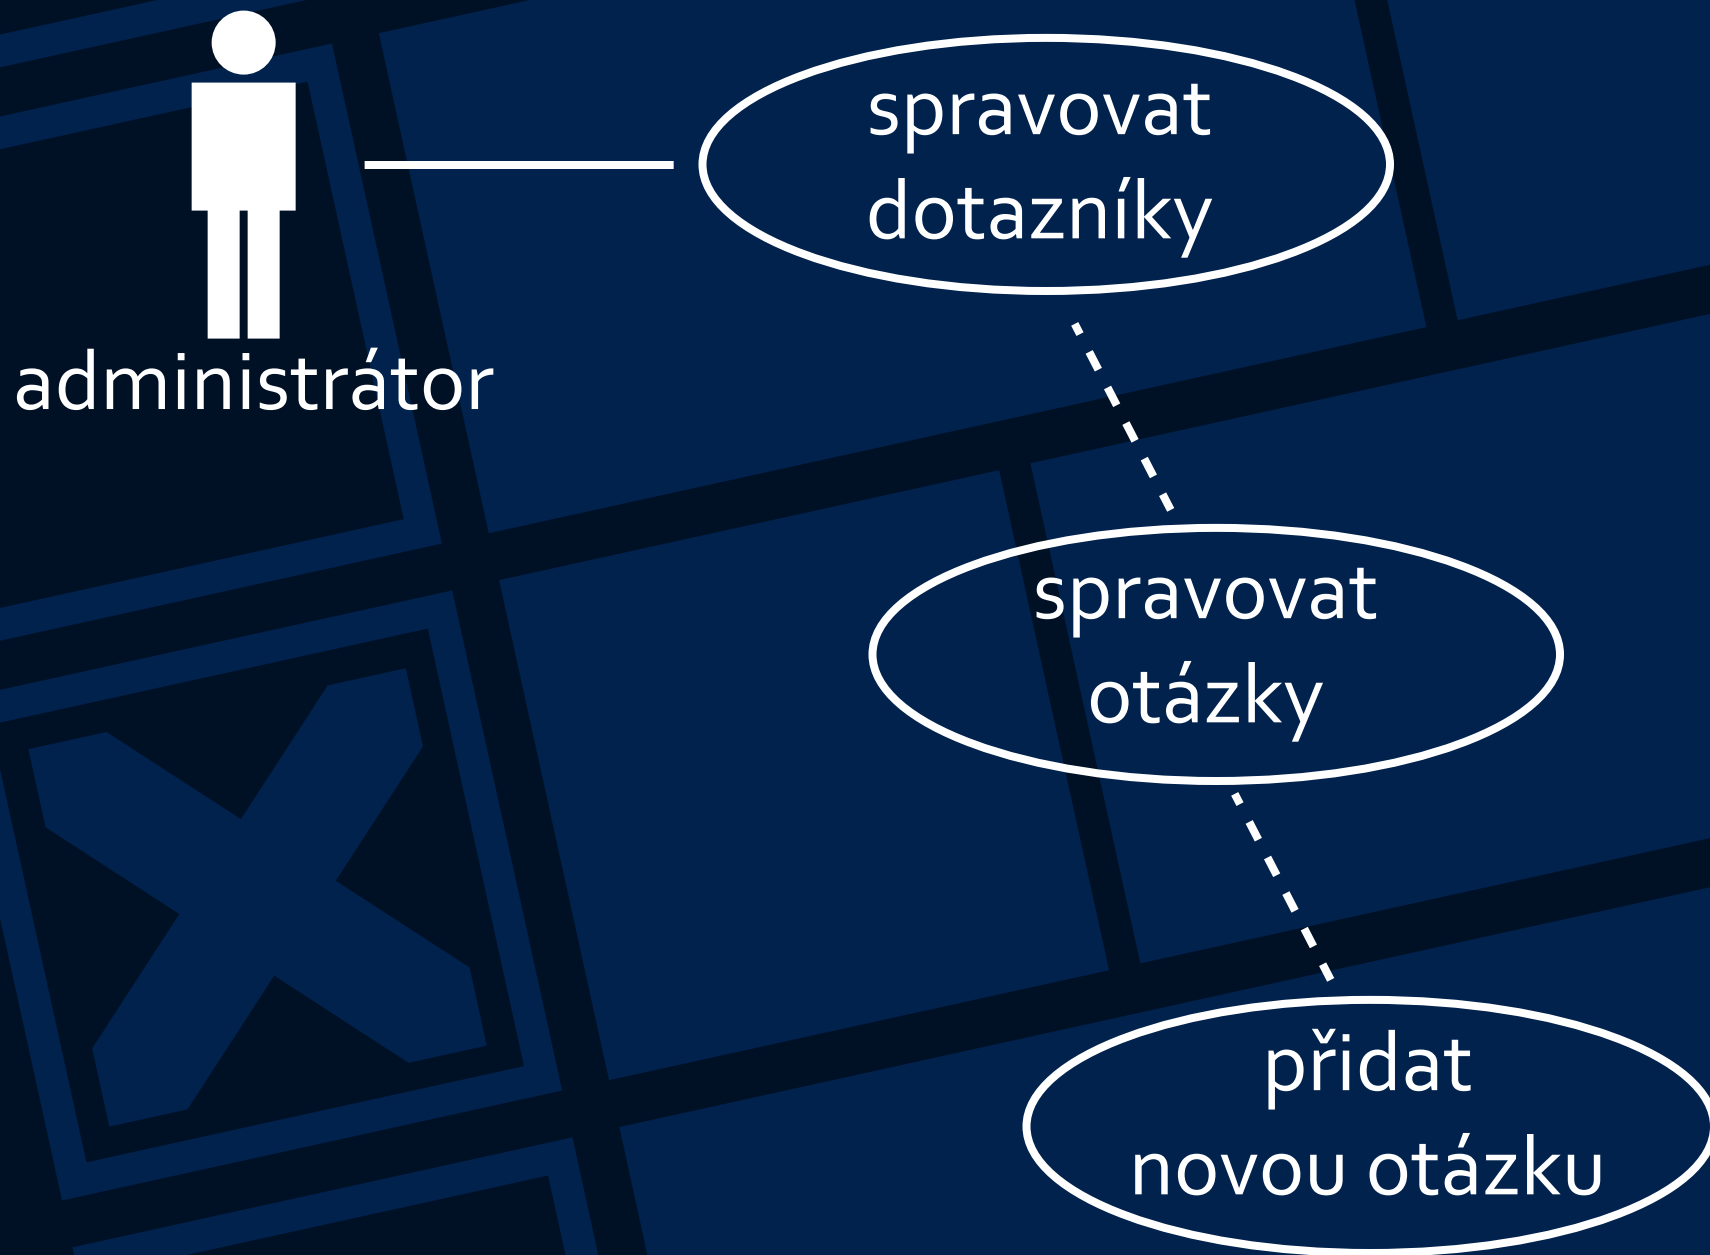 spravovat
dotazníky
administrátor
spravovat
otázky
přidat
novou otázku